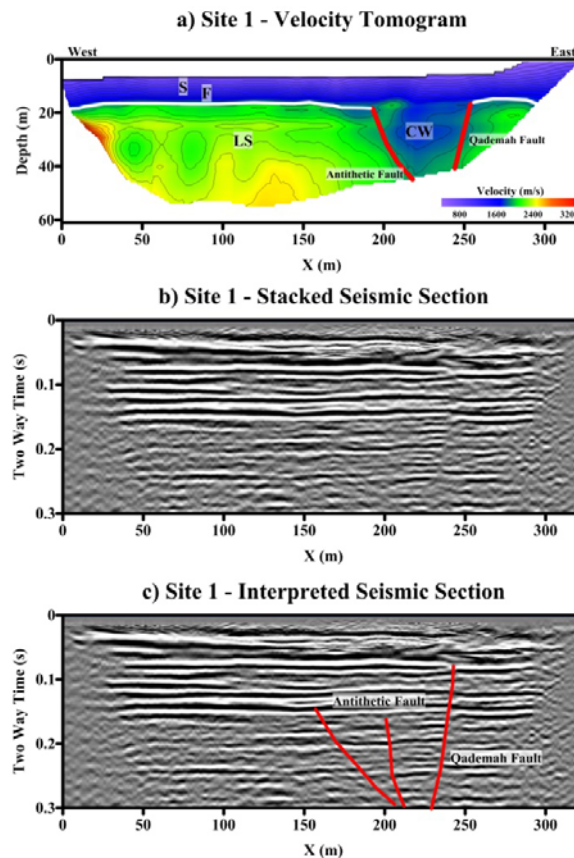 a) Site 1 - Velocity Tomogram
West
East
S
F
0
20
40
60
Depth (m)
LS
CW
Qademah Fault
Antithetic Fault
Velocity (m/s)
800
1600
2400
320
0
50
100
150
200
250
300
X (m)
b) Site 1 - Stacked Seismic Section
0
0.1
0.2
0.3
Two Way Time (s)
0
50
100
150
200
250
300
X (m)
c) Site 1 - Interpreted Seismic Section
0
0.1
0.2
0.3
Two Way Time (s)
Antithetic Fault
Qademah Fault
0
50
100
150
200
250
300
X (m)